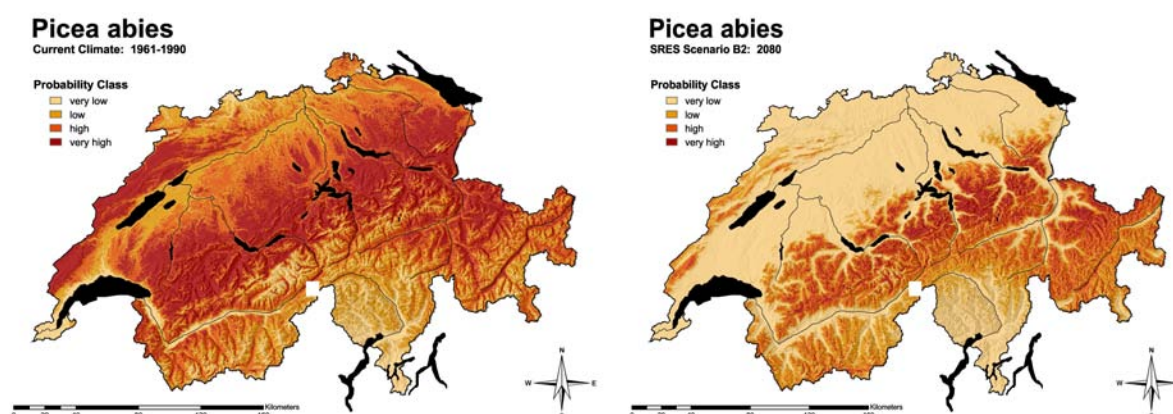 Picea abies
Current Climate: 1961-1990
Probability Class
very low
low
high
very high
N
W
E
Kilometers
Picea abies
SRES Scenario B2: 2080
Probability Class
very low
low
high
very high
N
W
E
Kilometers